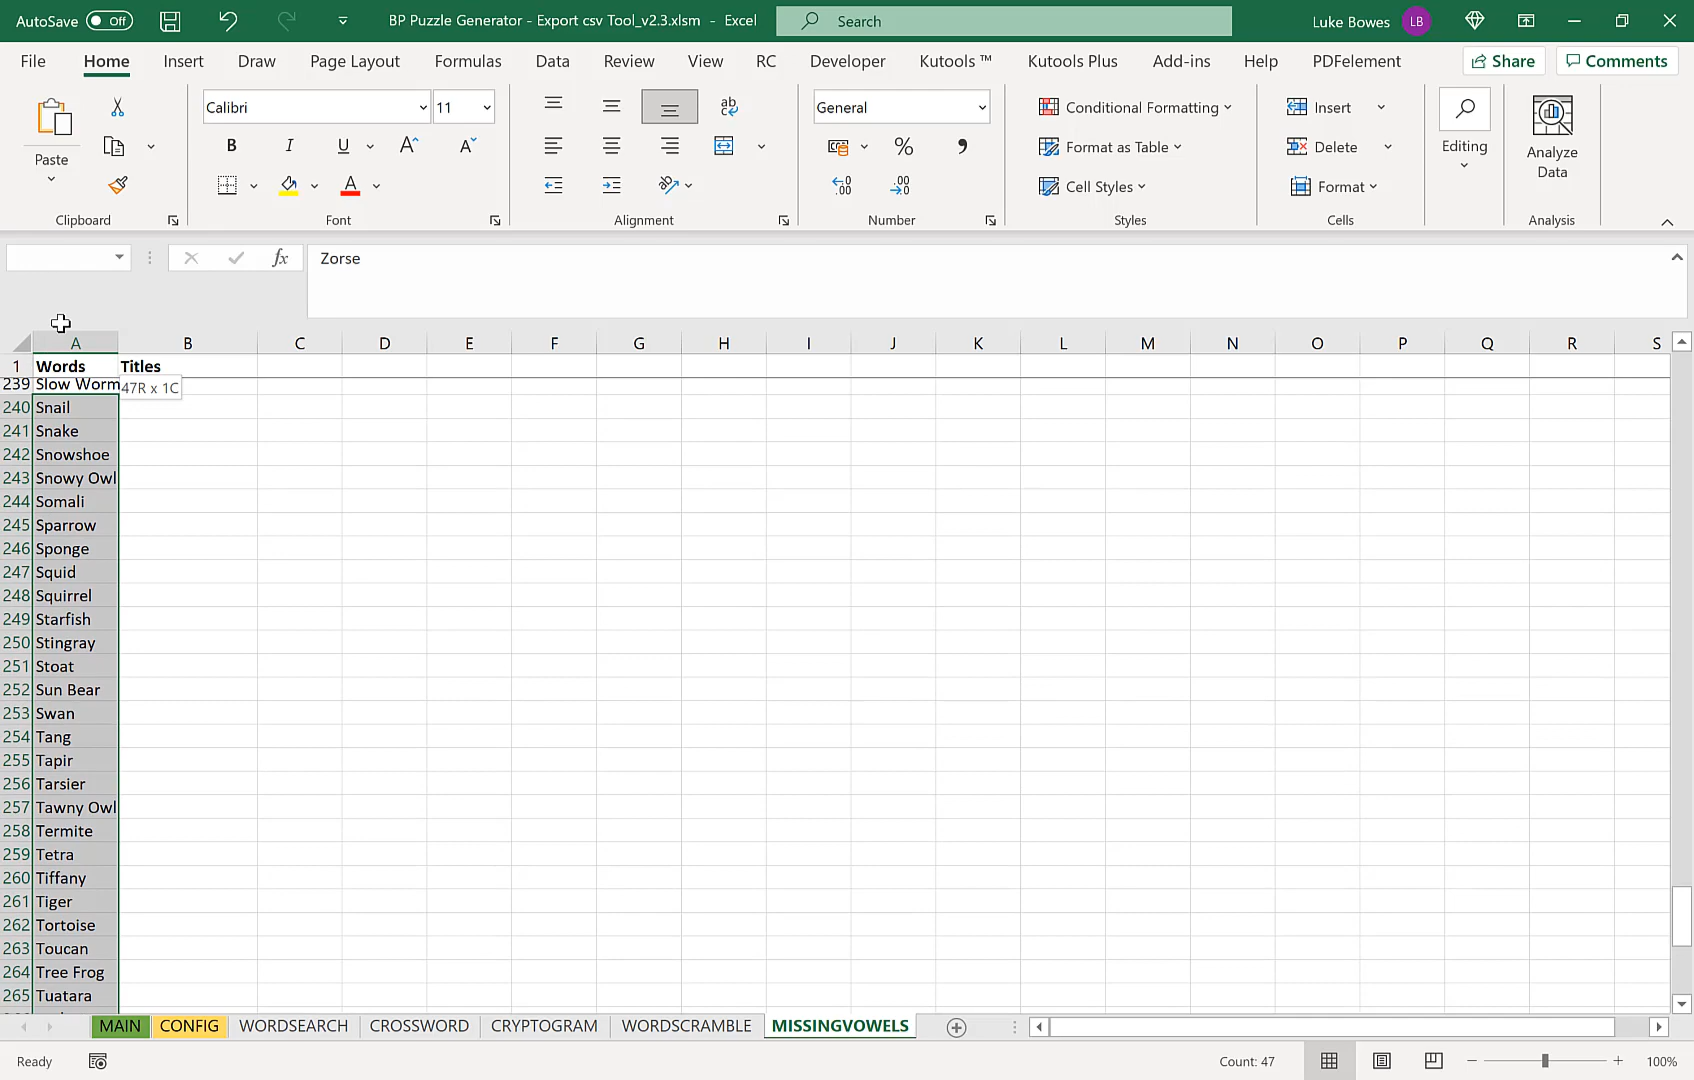 AutoSave Off BP Puzzle Generator - Export csv Tool_v2.3.xlsm - Excel Search Luke Bowes LB
File Home Insert Draw Page Layout Formulas Data Review View RC Developer Kutools ™ Kutools Plus Add-ins Help PDFelement Share Comments
Paste
Clipboard
Calibri 11
B I U A A
A
Font
ab
Alignment
General
% 9
.00 .00
Number
Conditional Formatting
Format as Table
Cell Styles
Styles
Insert
Delete
Format
Cells
Editing
Analyze
Data
Analysis
fx Zorse
A B C D E F G H I J K L M N O P Q R S
1 Words Titles
239 Slow Worm
47R x 1C
240 Snail
241 Snake
242 Snowshoe
243 Snowy Owl
244 Somali
245 Sparrow
246 Sponge
247 Squid
248 Squirrel
249 Starfish
250 Stingray
251 Stoat
252 Sun Bear
253 Swan
254 Tang
255 Tapir
256 Tarsier
257 Tawny Owl
258 Termite
259 Tetra
260 Tiffany
261 Tiger
262 Tortoise
263 Toucan
264 Tree Frog
265 Tuatara
MAIN CONFIG WORDSEARCH CROSSWORD CRYPTOGRAM WORDSCRAMBLE MISSINGVOWELS
Ready Count: 47 100%